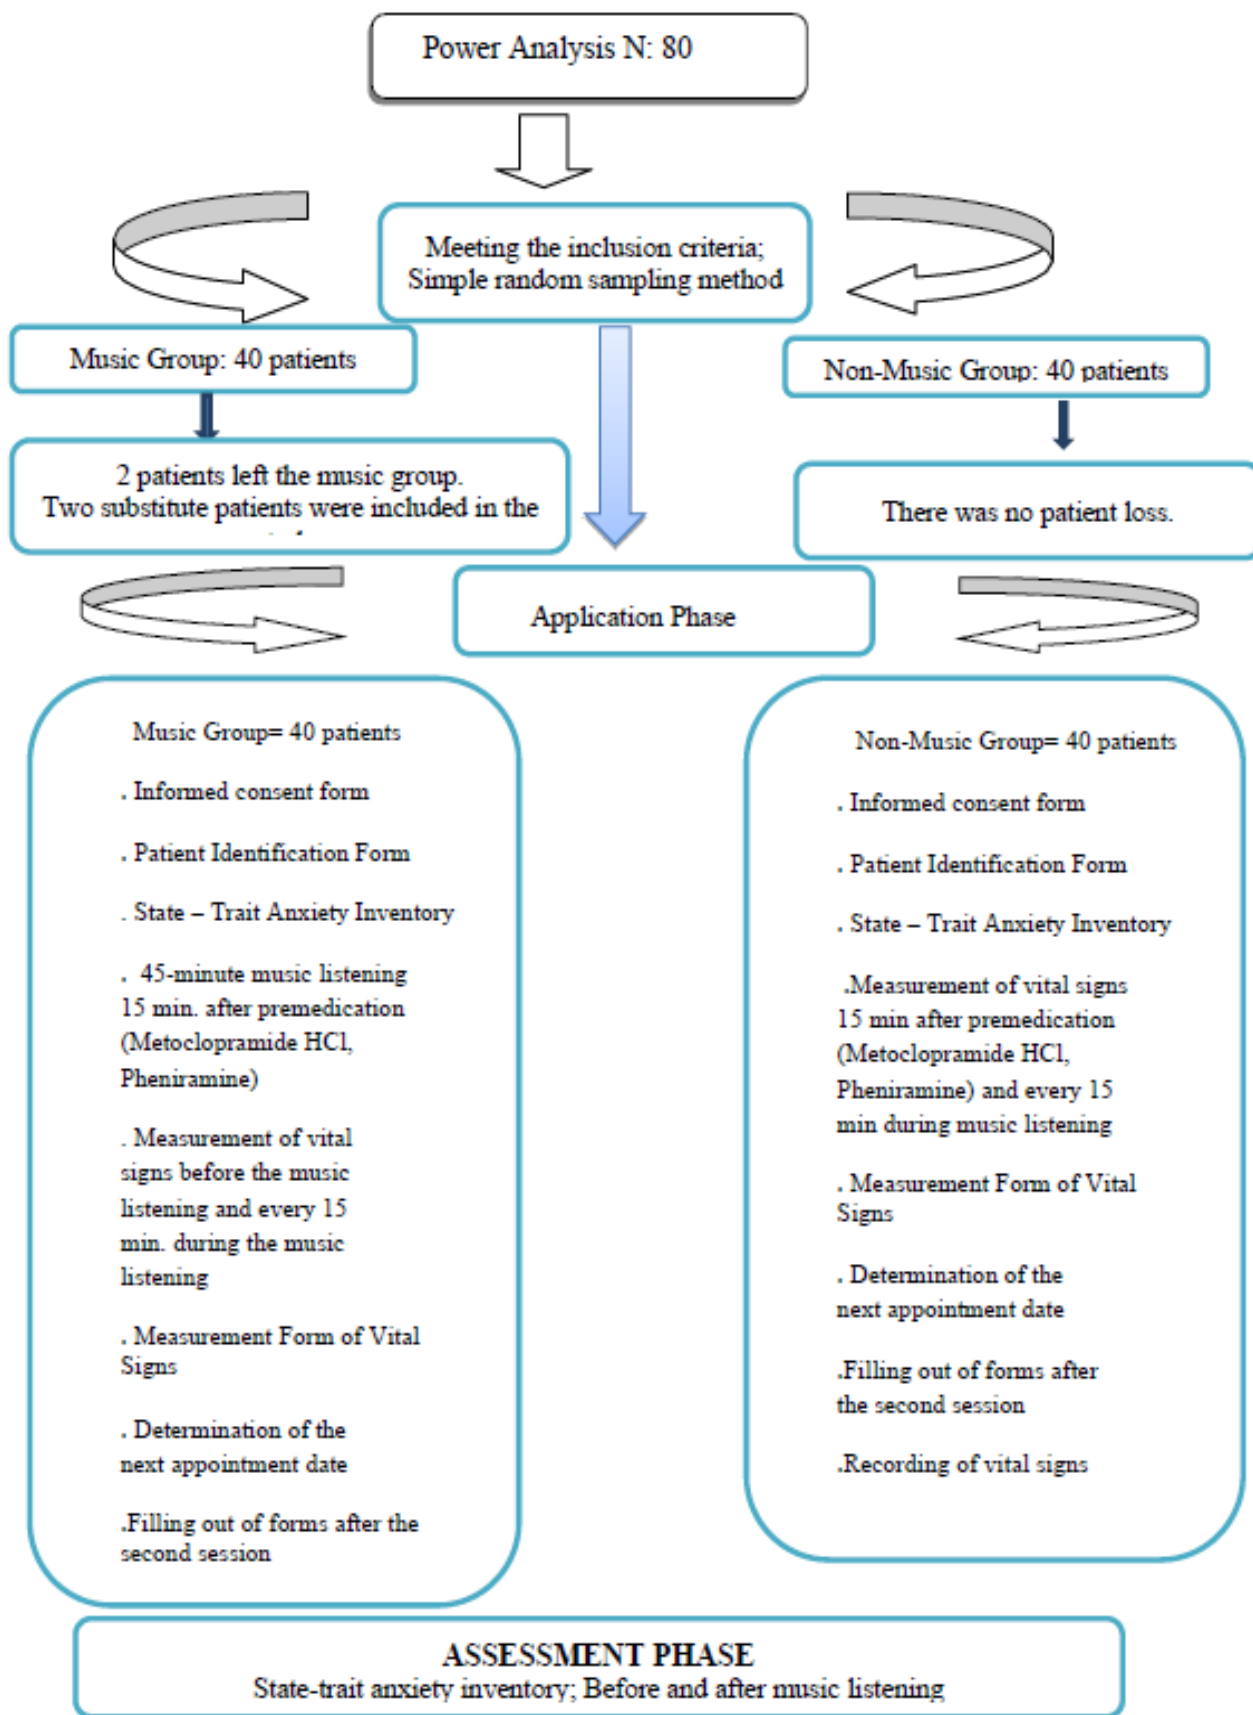 Power Analysis N: 80
Meeting the inclusion criteria;
Simple random sampling method
Music Group: 40 patients
Non-Music Group: 40 patients
2 patients left the music group.
Two substitute patients were included in the
There was no patient loss.
Application Phase
Music Group= 40 patients
. Informed consent form
. Patient Identification Form
. State – Trait Anxiety Inventory
. 45-minute music listening
15 min. after premedication
(Metoclopramide HCl,
Pheniramine)
. Measurement of vital
signs before the music
listening and every 15
min. during the music
listening
. Measurement Form of Vital
Signs
. Determination of the
next appointment date
.Filling out of forms after the
second session
Non-Music Group= 40 patients
. Informed consent form
. Patient Identification Form
. State – Trait Anxiety Inventory
.Measurement of vital signs
15 min after premedication
(Metoclopramide HCl,
Pheniramine) and every 15
min during music listening
. Measurement Form of Vital
Signs
. Determination of the
next appointment date
.Filling out of forms after
the second session
.Recording of vital signs
ASSESSMENT PHASE
State-trait anxiety inventory; Before and after music listening